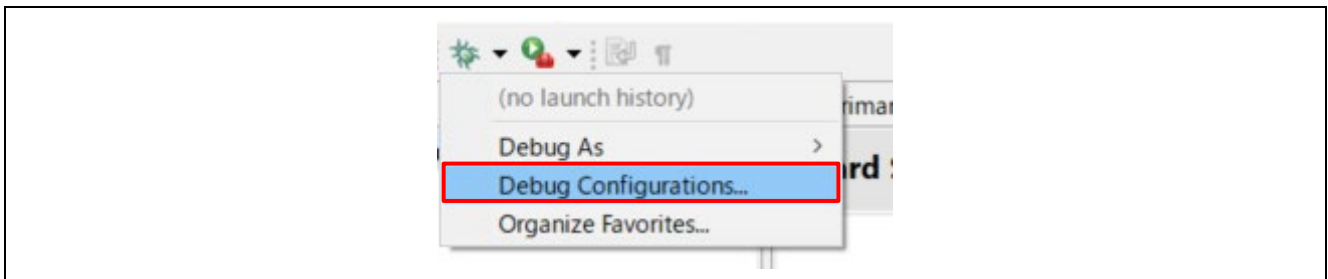 (no launch history)
Debug As
Debug Configurations...
Organize Favorites...